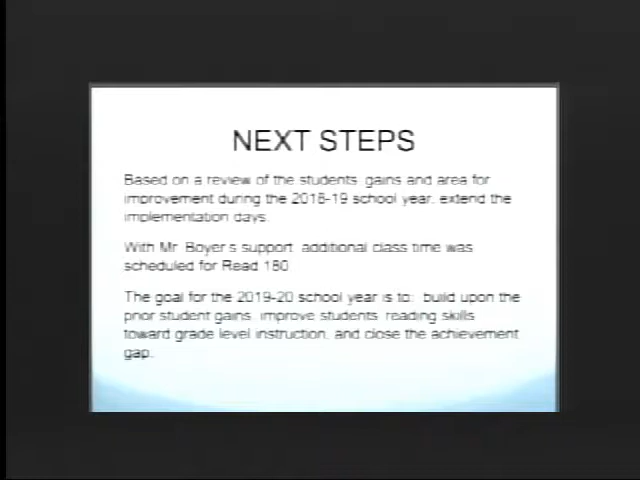 NEXT STEPS
Based on a review of the students' gains and area for
improvement during the 2018-19 school year, extend the
implementation days.
With Mr. Boyer's support, additional class time was
scheduled for Read 180
The goal for the 2019-20 school year is to: build upon the
prior student gains, improve students' reading skills
toward grade level instruction, and close the achievement
gap.